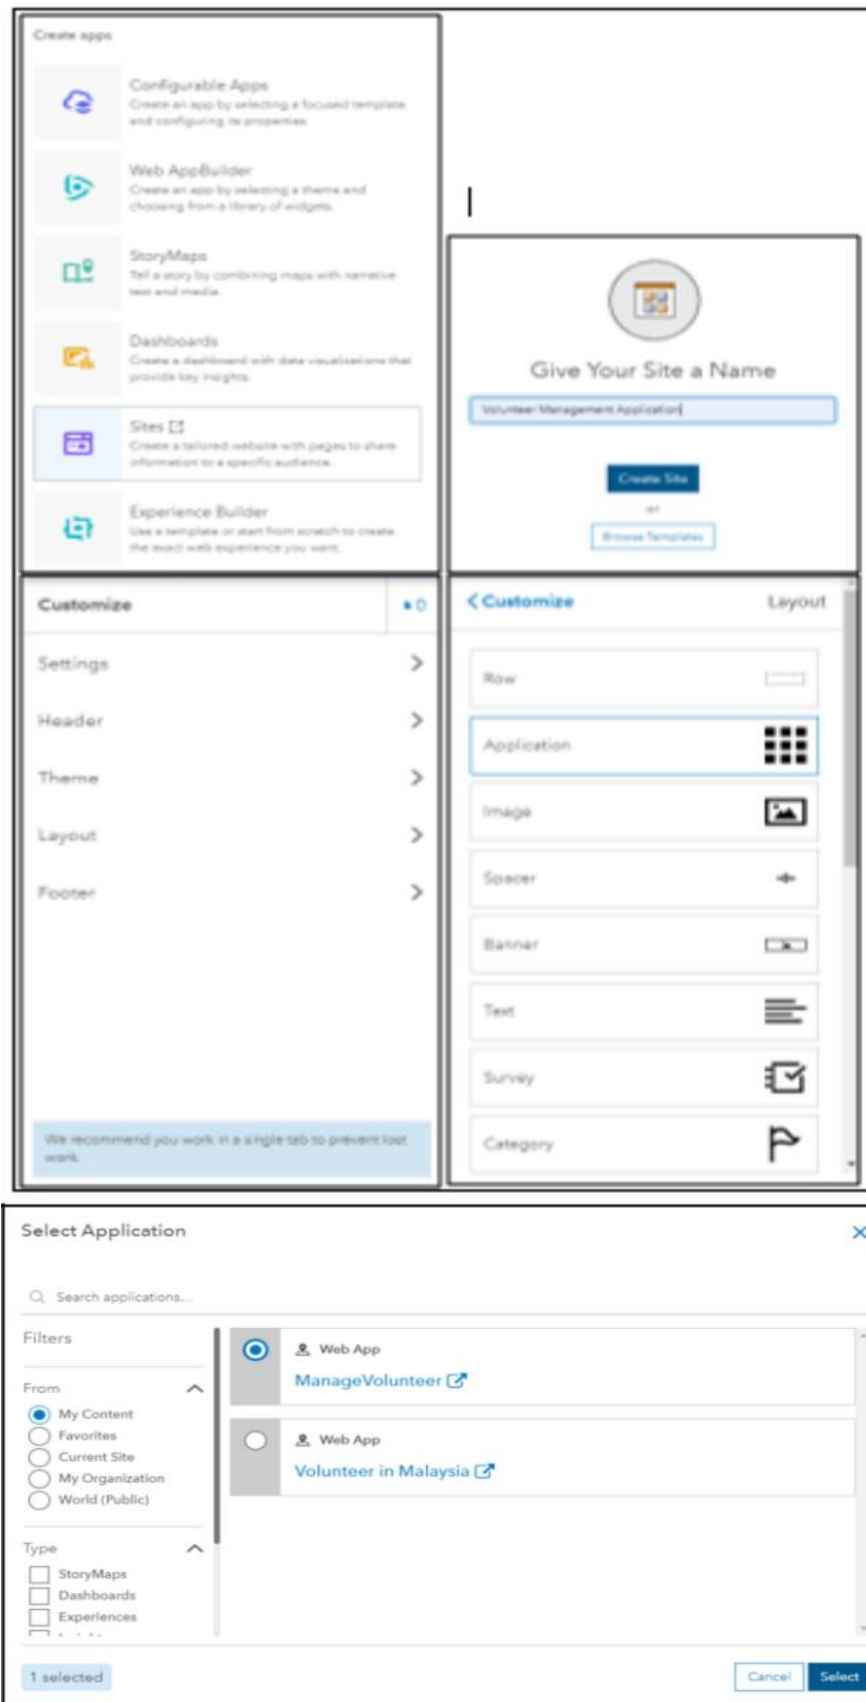 Create apps
Configurable Apps
Create an app by selecting a focused template
and configuring its properties
Web AppBuilder
Create an app by selecting a theme and
choosing from a library of widgets.
StoryMaps
Tell a story by combining maps with narrative
text and media.
Dashboards
Create a dashboard with data visualizations that
provide key insights.
Sites
Create a tailored website with pages to share
information to a specific audience.
Experience Builder
Use a template or start from scratch to create
the exact web experience you want.
Give Your Site a Name
Volunteer Management Application
Create Site
or
Browse Templates
Customize
0
Settings
Header
Theme
Layout
Footer
We recommend you work in a single tab to prevent lost
work.
Customize Layout
Row
Application
Image
Spacer
Banner
Text
Survey
Category
Select Application
Search applications...
Filters
From
My Content
Favorites
Current Site
My Organization
World (Public)
Type
StoryMaps
Dashboards
Experiences
Web App
ManageVolunteer
Web App
Volunteer in Malaysia
1 selected
Cancel Select